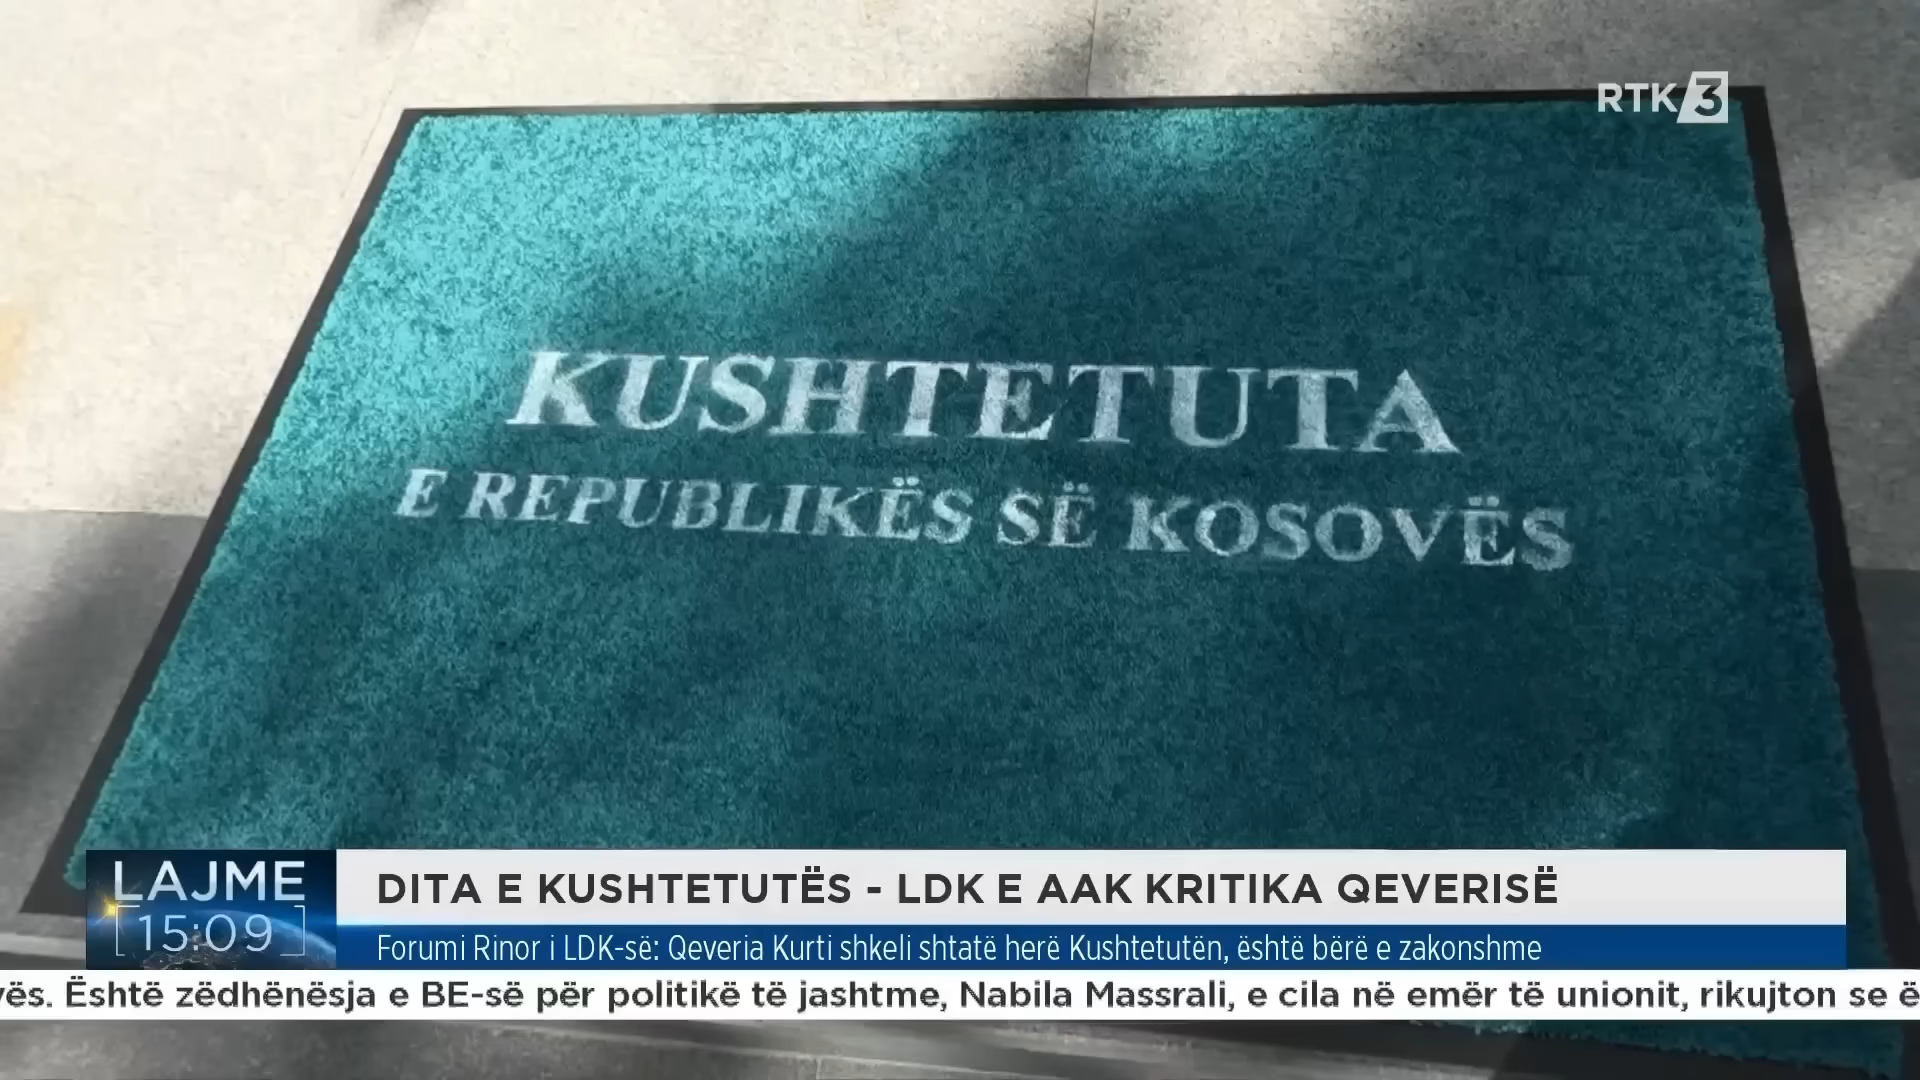 RTK 3
KUSHTETUTA
E REPUBLIKËS SË KOSOVËS
LAJME
15:09
DITA E KUSHTETUTËS - LDK E AAK KRITIKA QEVERISË
Forumi Rinor i LDK-së: Qeveria Kurti shkeli shtatë herë Kushtetutën, është bërë e zakonshme
vës. Është zëdhënësja e BE-së për politikë të jashtme, Nabila Massrali, e cila në emër të unionit, rikujton se ë